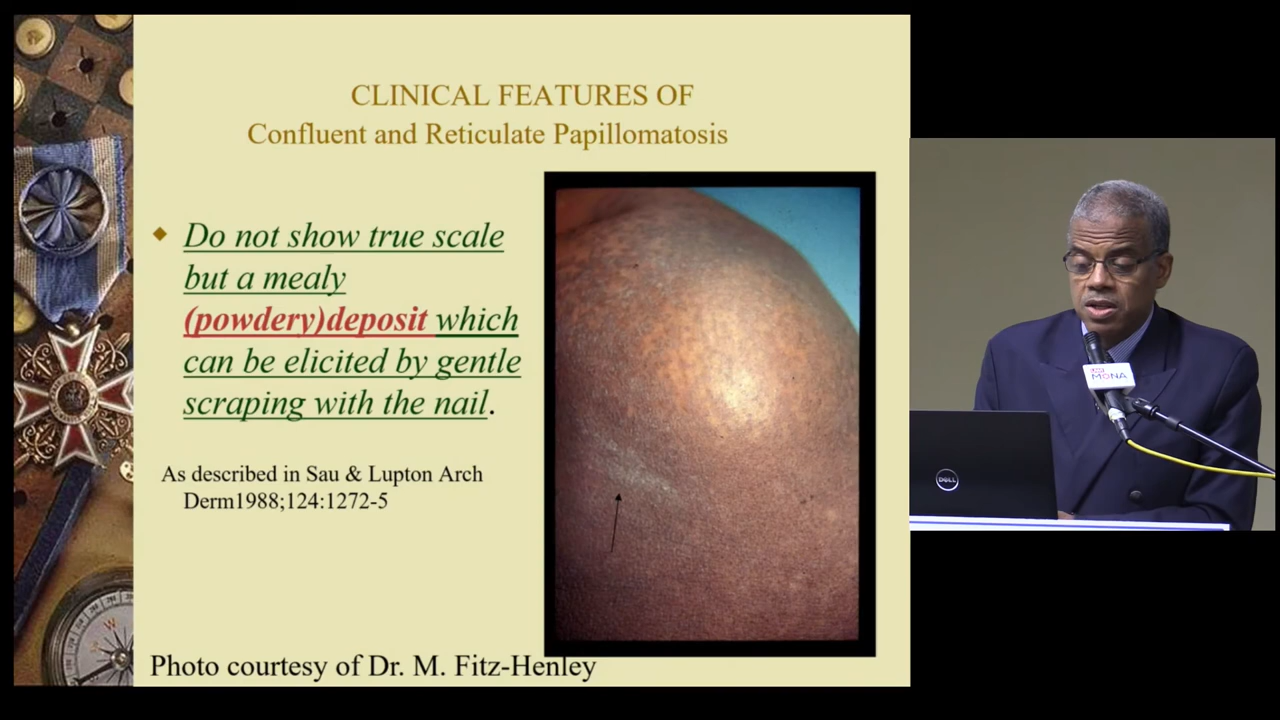 CLINICAL FEATURES OF
Confluent and Reticulate Papillomatosis
Do not show true scale
but a mealy
(powdery)deposit which
can be elicited by gentle
scraping with the nail.
As described in Sau & Lupton Arch
Derm1988;124:1272-5
Photo courtesy of Dr. M. Fitz-Henley
MONA
DELL